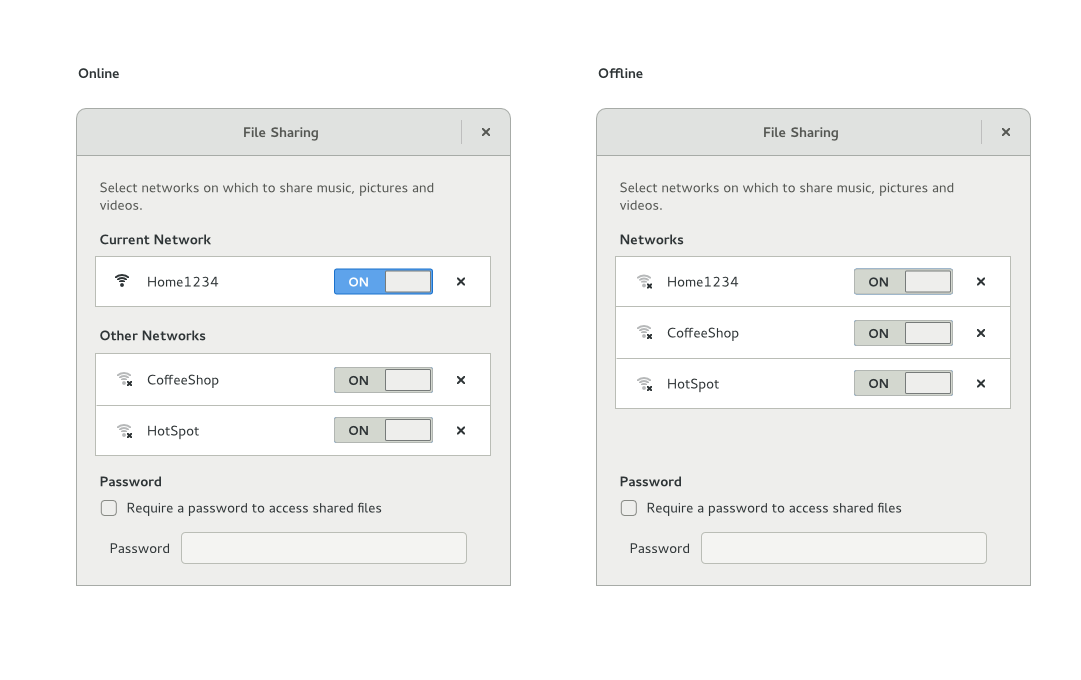 Online
File Sharing
Select networks on which to share music, pictures and
videos.
Current Network
Home1234 ON
Other Networks
CoffeeShop ON
HotSpot ON
Password
Require a password to access shared files
Password
Offline
File Sharing
Select networks on which to share music, pictures and
videos.
Networks
Home1234 ON
CoffeeShop ON
HotSpot ON
Password
Require a password to access shared files
Password